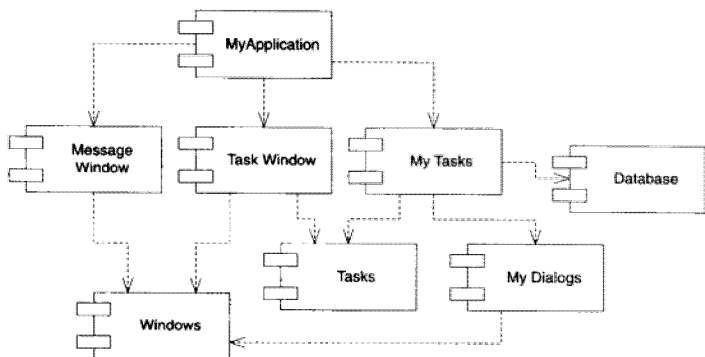 MyApplication
Message
Window
Task Window
My Tasks
Database
Tasks
My Dialogs
Windows